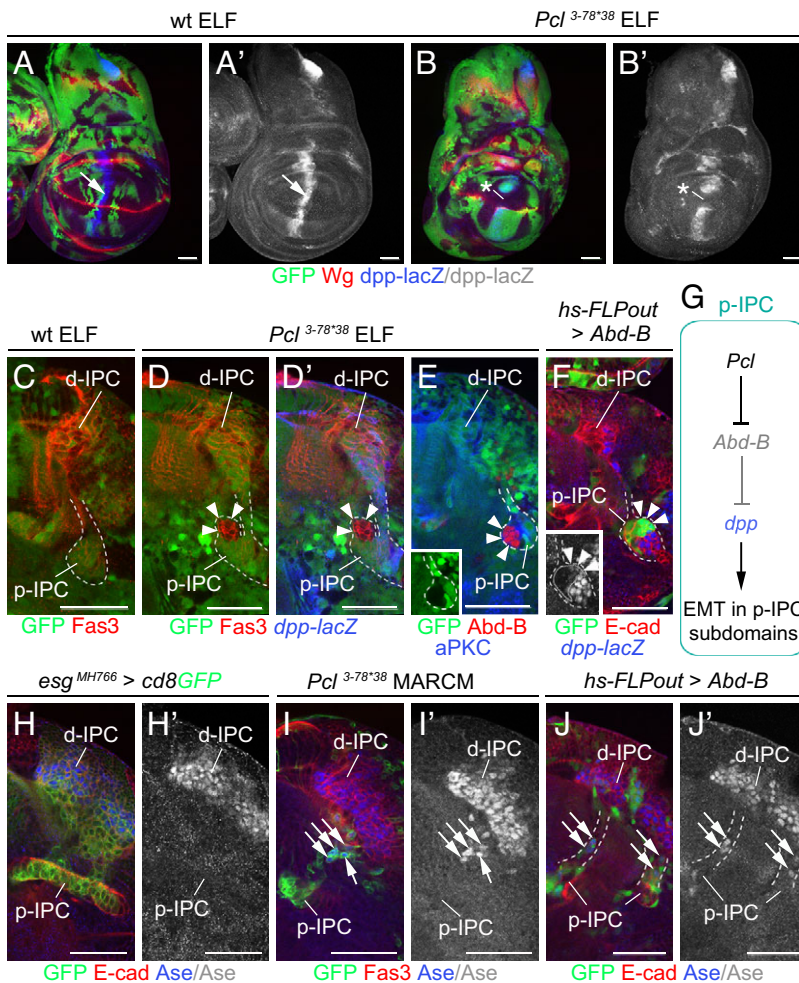 wt ELF
Pcl 3-78*38 ELF
A
A’
B
B’
*
*
GFP Wg dpp-lacZ/dpp-lacZ
wt ELF
Pcl 3-78*38 ELF
hs-FLPout
> Abd-B
G
p-IPC
C
d-IPC
p-IPC
D
d-IPC
p-IPC
D’
d-IPC
p-IPC
E
d-IPC
p-IPC
F
d-IPC
p-IPC
Pcl
Abd-B
dpp
EMT in p-IPC
subdomains
GFP Fas3
GFP Fas3 dpp-lacZ
GFP Abd-B
aPKC
GFP E-cad
dpp-lacZ
esg MH766 > cd8GFP
Pcl 3-78*38 MARCM
hs-FLPout > Abd-B
H
d-IPC
p-IPC
H’
d-IPC
p-IPC
I
d-IPC
p-IPC
I’
d-IPC
p-IPC
J
d-IPC
p-IPC
J’
d-IPC
p-IPC
GFP E-cad Ase/Ase
GFP Fas3 Ase/Ase
GFP E-cad Ase/Ase